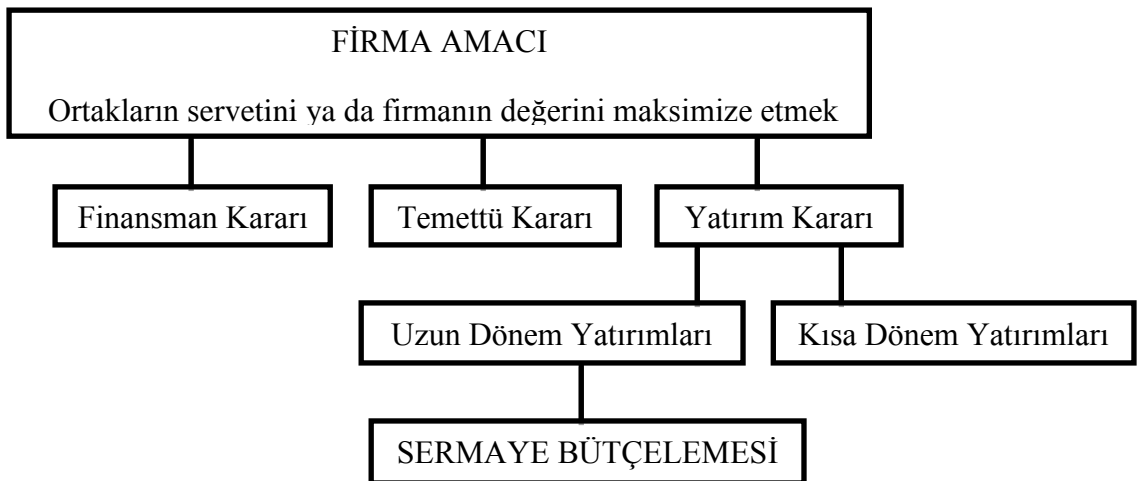 FİRMA AMACI
Ortakların servetini ya da firmanın değerini maksimize etmek
Finansman Kararı
Temettü Kararı
Yatırım Kararı
Uzun Dönem Yatırımları
Kısa Dönem Yatırımları
SERMAYE BÜTÇELEMESİ